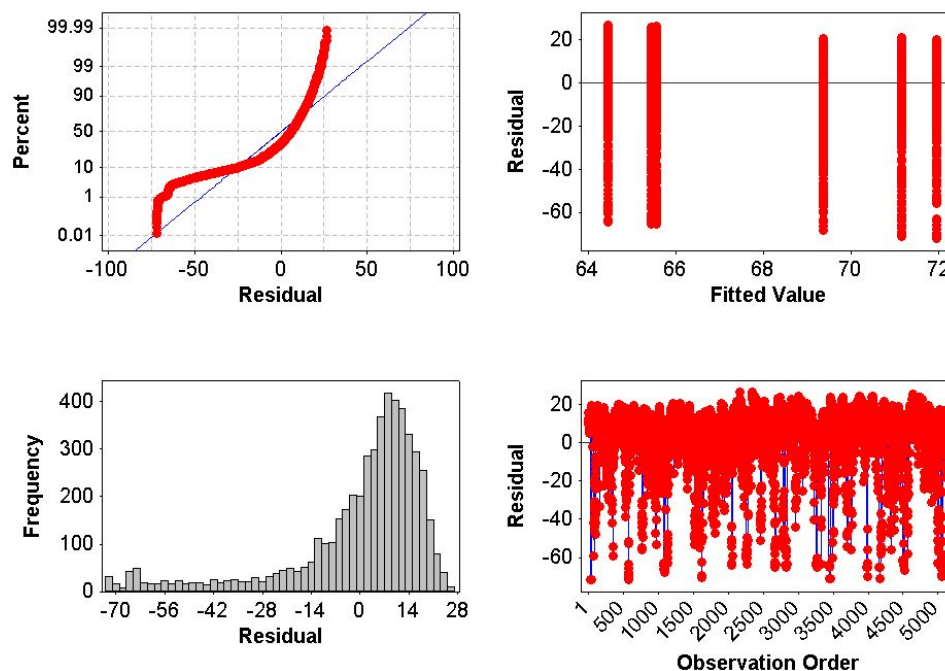 99.99
99
90
50
10
1
0.01
Percent
-100 -50 0 50 100
Residual
20
0
-20
-40
-60
Residual
64 66 68 70 72
Fitted Value
400
300
200
100
0
Frequency
-70 -56 -42 -28 -14 0 14 28
Residual
20
0
-20
-40
-60
Residual
1 500 1000 1500 2000 2500 3000 3500 4000 4500 5000
Observation Order